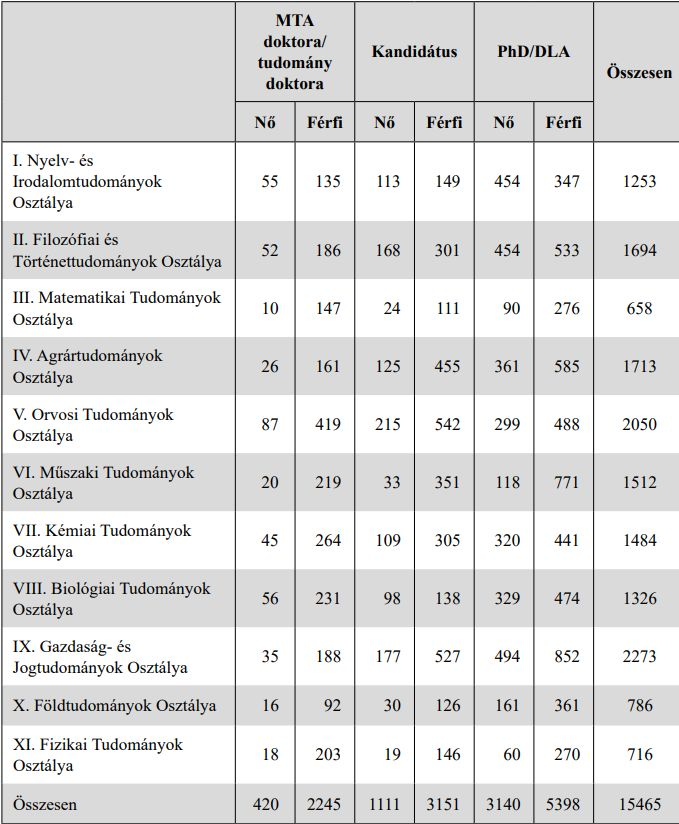 MTA
doktora/
tudomány
doktora
Kandidátus
PhD/DLA
Összesen
Nő Férfi Nő Férfi Nő Férfi
I. Nyelv- és
Irodalomtudományok
Osztálya
55 135 113 149 454 347 1253
II. Filozófiai és
Történettudományok Osztálya
52 186 168 301 454 533 1694
III. Matematikai Tudományok
Osztálya
10 147 24 111 90 276 658
IV. Agrártudományok
Osztálya
26 161 125 455 361 585 1713
V. Orvosi Tudományok
Osztálya
87 419 215 542 299 488 2050
VI. Műszaki Tudományok
Osztálya
20 219 33 351 118 771 1512
VII. Kémiai Tudományok
Osztálya
45 264 109 305 320 441 1484
VIII. Biológiai Tudományok
Osztálya
56 231 98 138 329 474 1326
IX. Gazdaság- és
Jogtudományok Osztálya
35 188 177 527 494 852 2273
X. Földtudományok Osztálya 16 92 30 126 161 361 786
XI. Fizikai Tudományok
Osztálya
18 203 19 146 60 270 716
Összesen 420 2245 1111 3151 3140 5398 15465